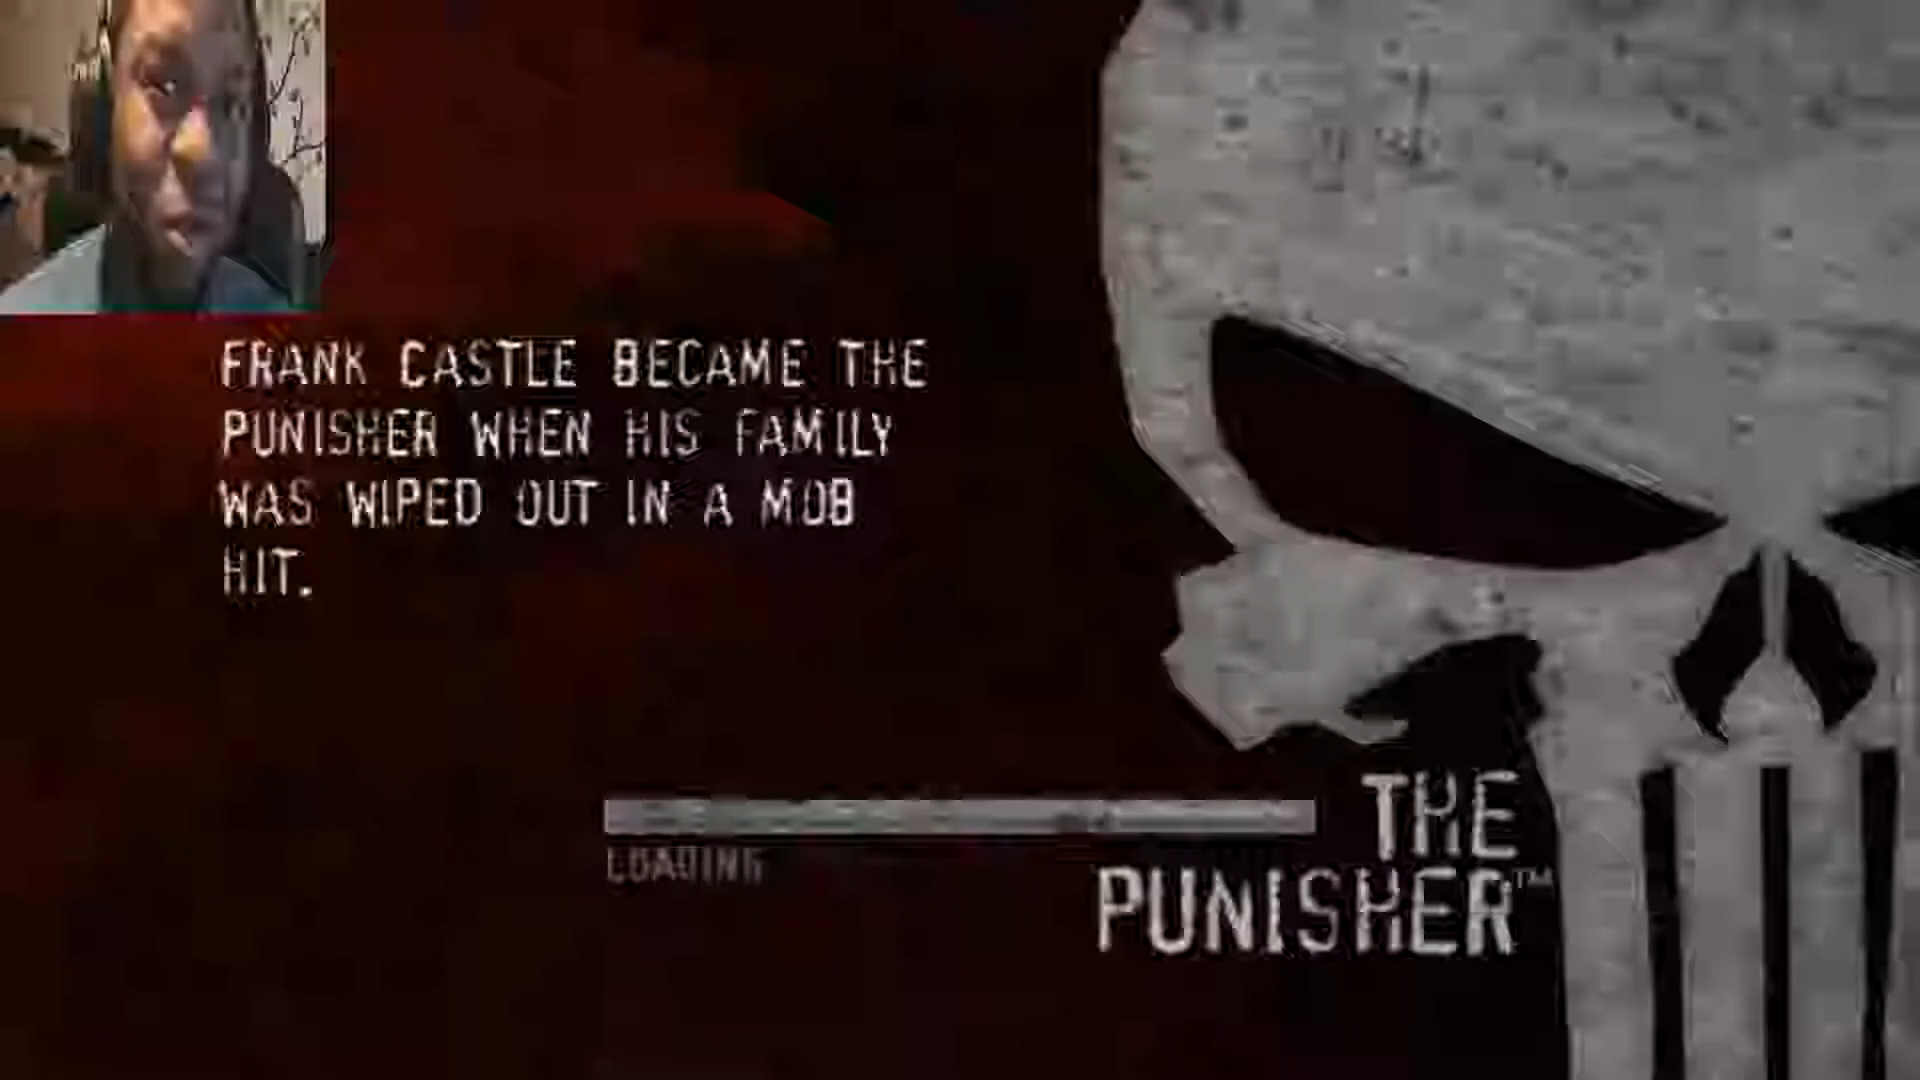 FRANK CASTLE BECAME THE
PUNISHER WHEN HIS FAMILY
WAS WIPED OUT IN A MOB
HIT.
LOADING
THE
PUNISHER™